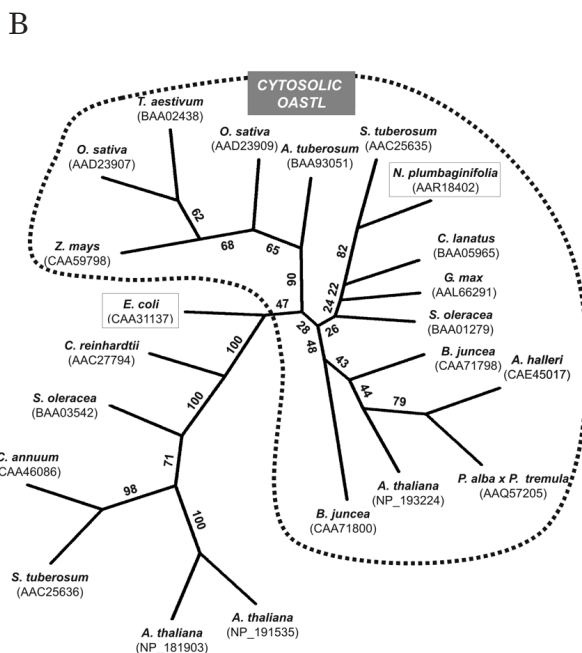 B
CYTOSOLIC
OASTL
T. aestivum
(BAA02438)
O. sativa
(AAD23907)
O. sativa
(AAD23909)
A. tuberosum
(BAA93051)
S. tuberosum
(AAC25635)
N. plumbaginifolia
(AAR18402)
Z. mays
(CAA59798)
C. lanatus
(BAA05965)
G. max
(AAL66291)
S. oleracea
(BAA01279)
E. coli
(CAA31137)
C. reinhardtii
(AAC27794)
S. oleracea
(BAA03542)
C. annuum
CAA46086)
S. tuberosum
(AAC25636)
A. thaliana
(NP_181903)
A. thaliana
(NP_191535)
B. juncea
(CAA71798)
A. halleri
(CAE45017)
P. alba x P. tremula
(AAQ57205)
A. thaliana
(NP_193224)
B. juncea
(CAA71800)
62
68
65
90
82
22
24
26
28
47
48
43
44
79
100
100
71
98
100